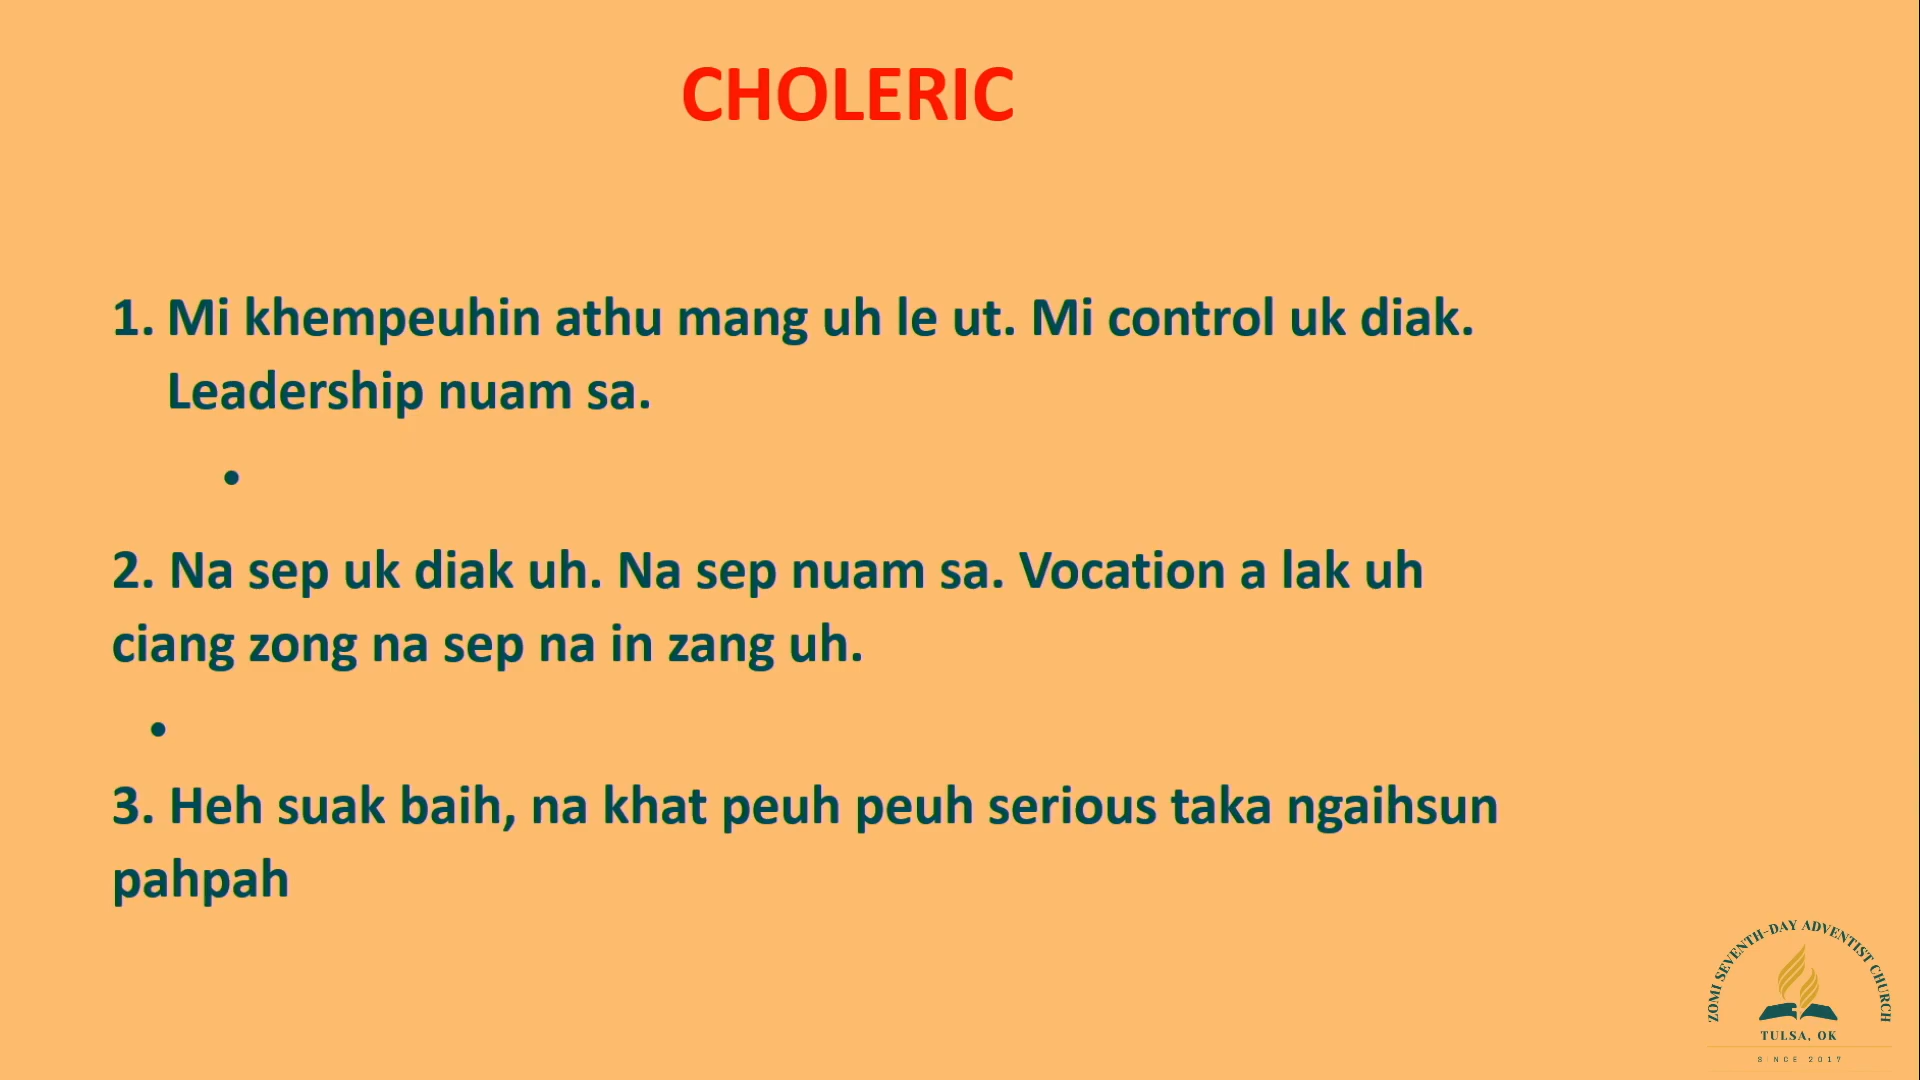 CHOLERIC
1. Mi khempeuhin athu mang uh le ut. Mi control uk diak.
Leadership nuam sa.
•
2. Na sep uk diak uh. Na sep nuam sa. Vocation a lak uh
ciang zong na sep na in zang uh.
•
3. Heh suak baih, na khat peuh peuh serious taka ngaihsun
pahpah
ZOMI SEVENTH-DAY ADVENTIST CHURCH
TULSA, OK
SINCE 2017